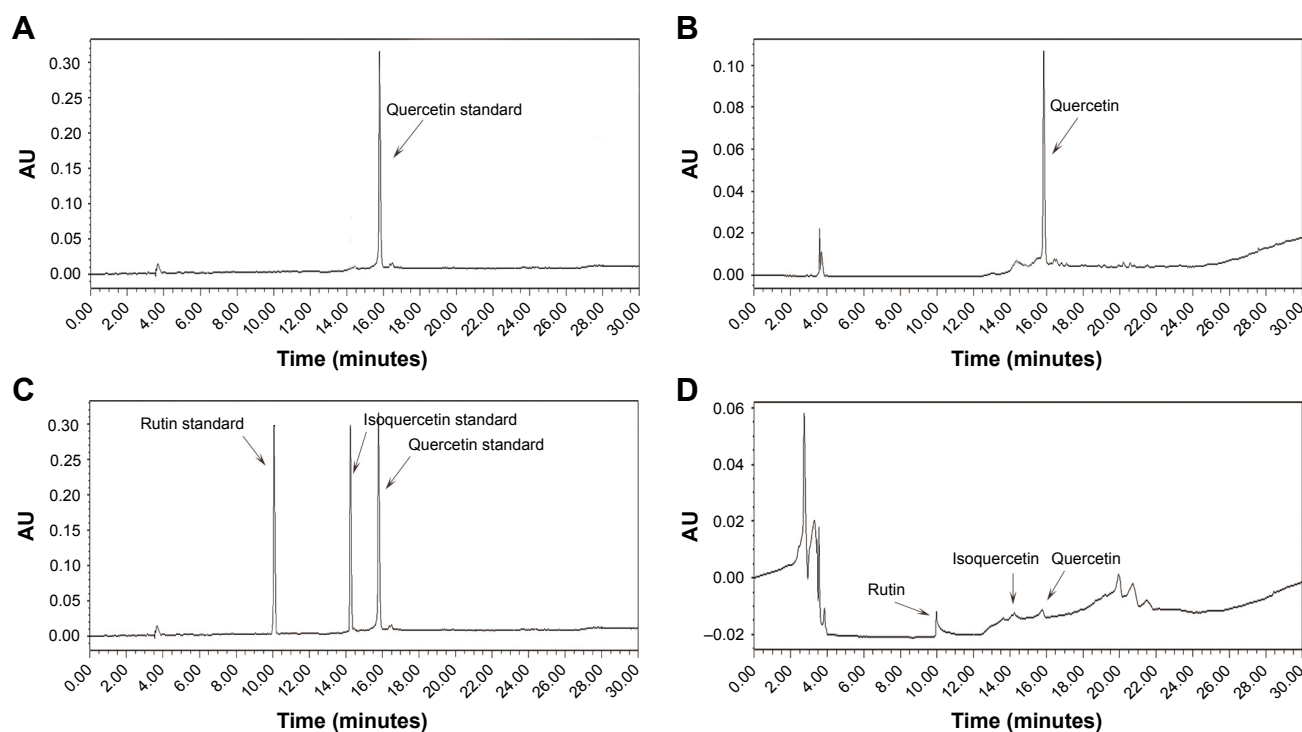 A
0.30
0.25
0.20
0.15
0.10
0.05
0.00
AU
Quercetin standard
0.00 2.00 4.00 6.00 8.00 10.00 12.00 14.00 16.00 18.00 20.00 22.00 24.00 26.00 28.00 30.00
Time (minutes)
B
0.10
0.08
0.06
0.04
0.02
0.00
AU
Quercetin
0.00 2.00 4.00 6.00 8.00 10.00 12.00 14.00 16.00 18.00 20.00 22.00 24.00 26.00 28.00 30.00
Time (minutes)
C
0.30
0.25
0.20
0.15
0.10
0.05
0.00
AU
Rutin standard
Isoquercetin standard
Quercetin standard
0.00 2.00 4.00 6.00 8.00 10.00 12.00 14.00 16.00 18.00 20.00 22.00 24.00 26.00 28.00 30.00
Time (minutes)
D
0.06
0.04
0.02
0.00
–0.02
AU
Rutin
Isoquercetin
Quercetin
0.00 2.00 4.00 6.00 8.00 10.00 12.00 14.00 16.00 18.00 20.00 22.00 24.00 26.00 28.00 30.00
Time (minutes)